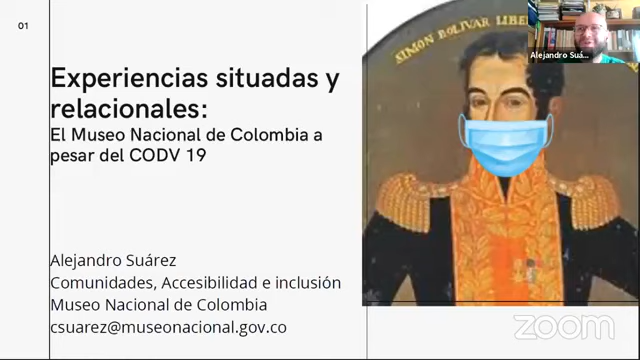 01
SIMÓN BOLIVAR LIBE
Alejandro Suá...
Experiencias situadas y
relacionales:
El Museo Nacional de Colombia a
pesar del CODV 19
Alejandro Suárez
Comunidades, Accesibilidad e inclusión
Museo Nacional de Colombia
csuarez@museonacional.gov.co
zoom